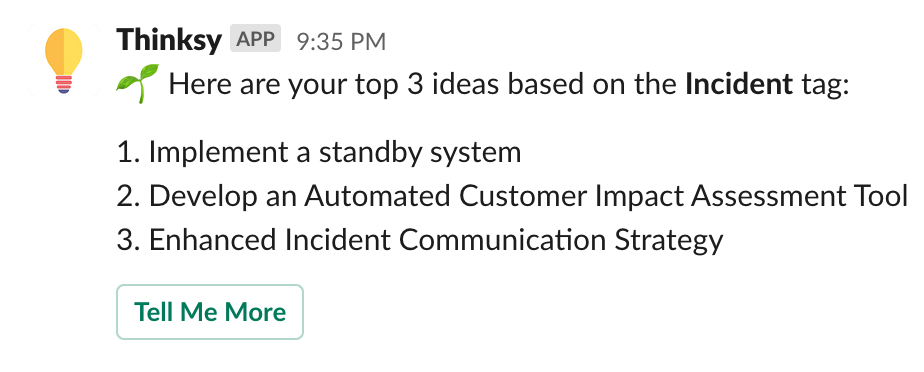 Thinksy APP 9:35 PM
🌱 Here are your top 3 ideas based on the Incident tag:
1. Implement a standby system
2. Develop an Automated Customer Impact Assessment Tool
3. Enhanced Incident Communication Strategy
Tell Me More